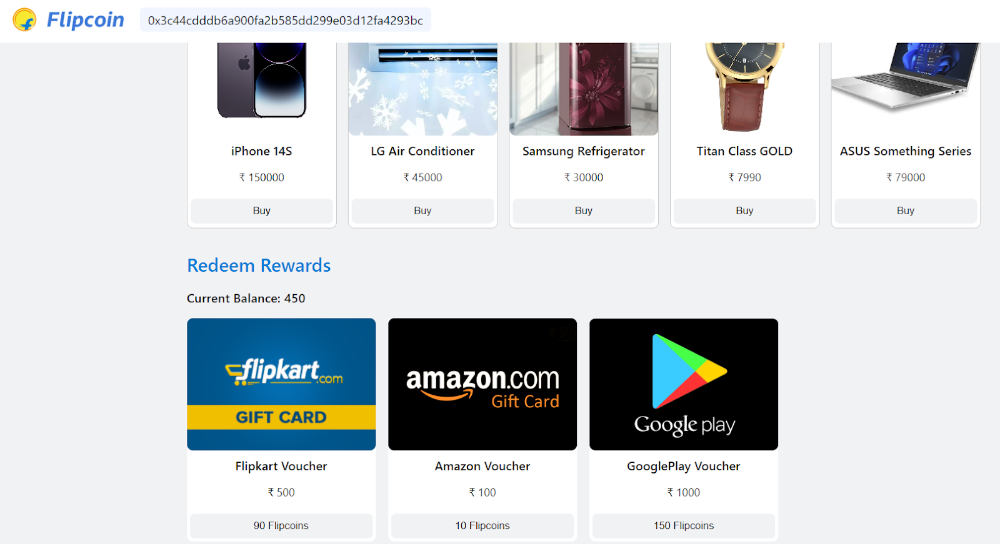 Flipcoin
0x3c44cdddb6a900fa2b585dd299e03d12fa4293bc
iPhone 14S
LG Air Conditioner
Samsung Refrigerator
Titan Class GOLD
ASUS Something Series
₹ 150000
₹ 45000
₹ 30000
₹ 7990
₹ 79000
Buy
Buy
Buy
Buy
Buy
Redeem Rewards
Current Balance: 450
flipkart.com
GIFT CARD
amazon.com
Gift Card
Google play
Flipkart Voucher
Amazon Voucher
GooglePlay Voucher
₹ 500
₹ 100
₹ 1000
90 Flipcoins
10 Flipcoins
150 Flipcoins